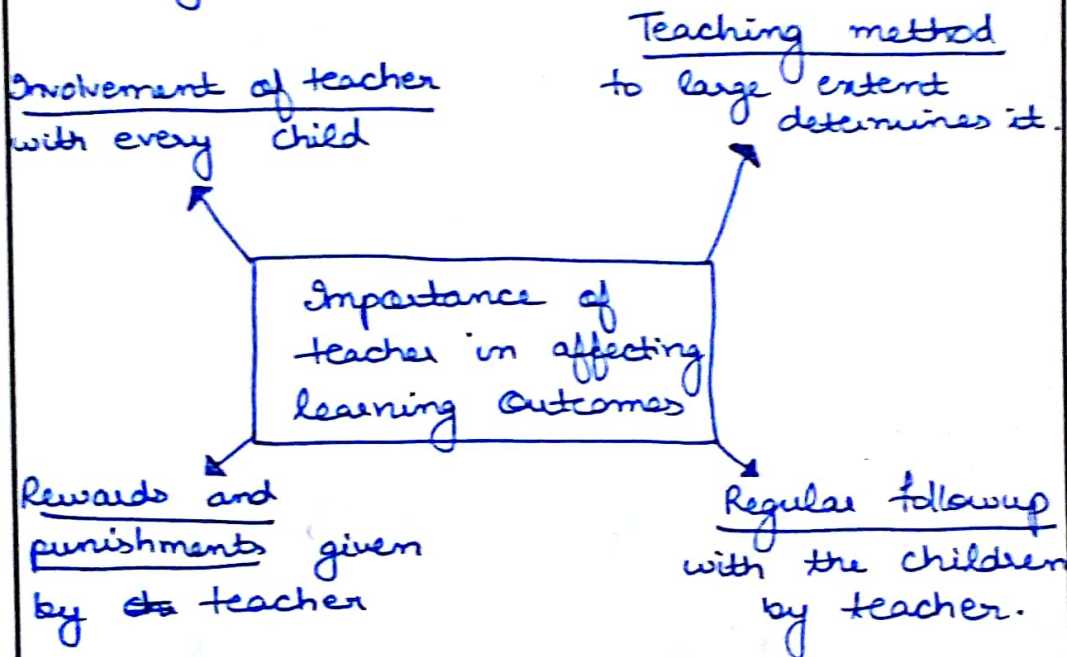 Involvement of teacher
with every child
Teaching method
to large extent
determines it.
Importance of
teacher in affecting
learning outcomes
Rewards and
punishments given
by teacher
Regular followup
with the children
by teacher.